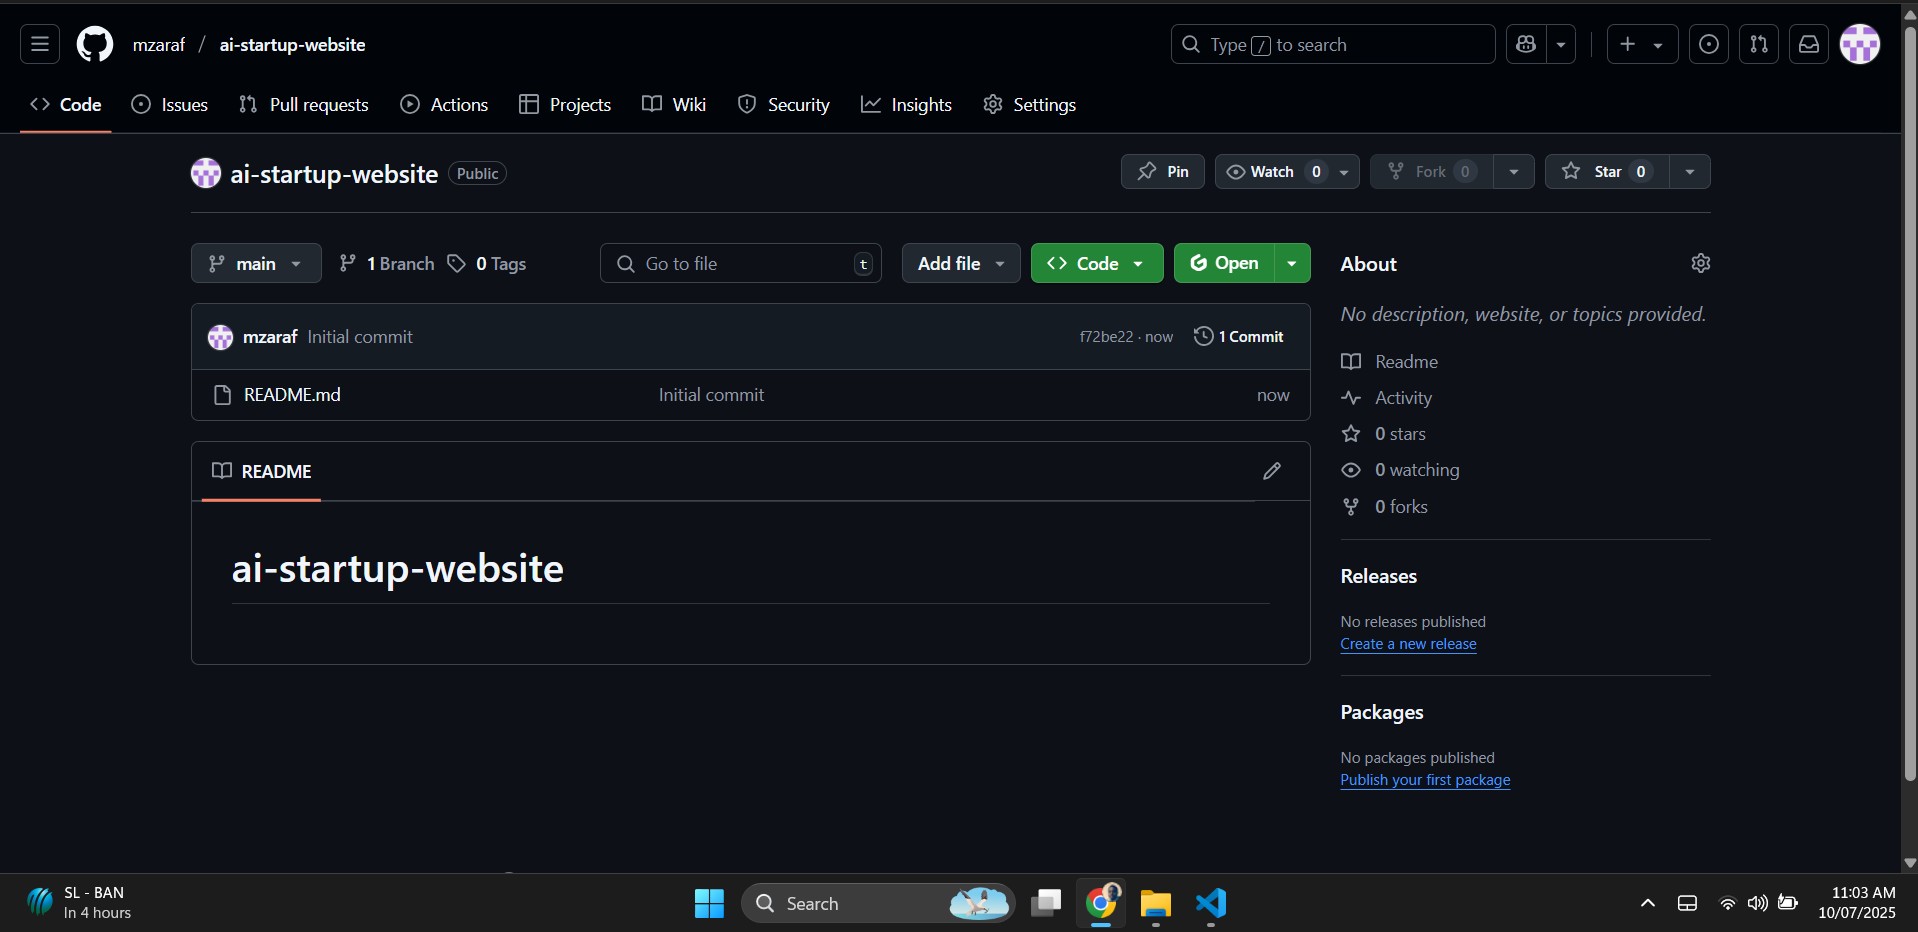 mzaraf / ai-startup-website
Type / to search
Code Issues Pull requests Actions Projects Wiki Security Insights Settings
ai-startup-website Public
Pin Watch 0 Fork 0 Star 0
main 1 Branch 0 Tags Go to file t Add file Code Open
mzaraf Initial commit f72be22 · now 1 Commit
README.md Initial commit now
README
ai-startup-website
About
No description, website, or topics provided.
Readme
Activity
0 stars
0 watching
0 forks
Releases
No releases published
Create a new release
Packages
No packages published
Publish your first package
SL - BAN
In 4 hours
Search
11:03 AM
10/07/2025